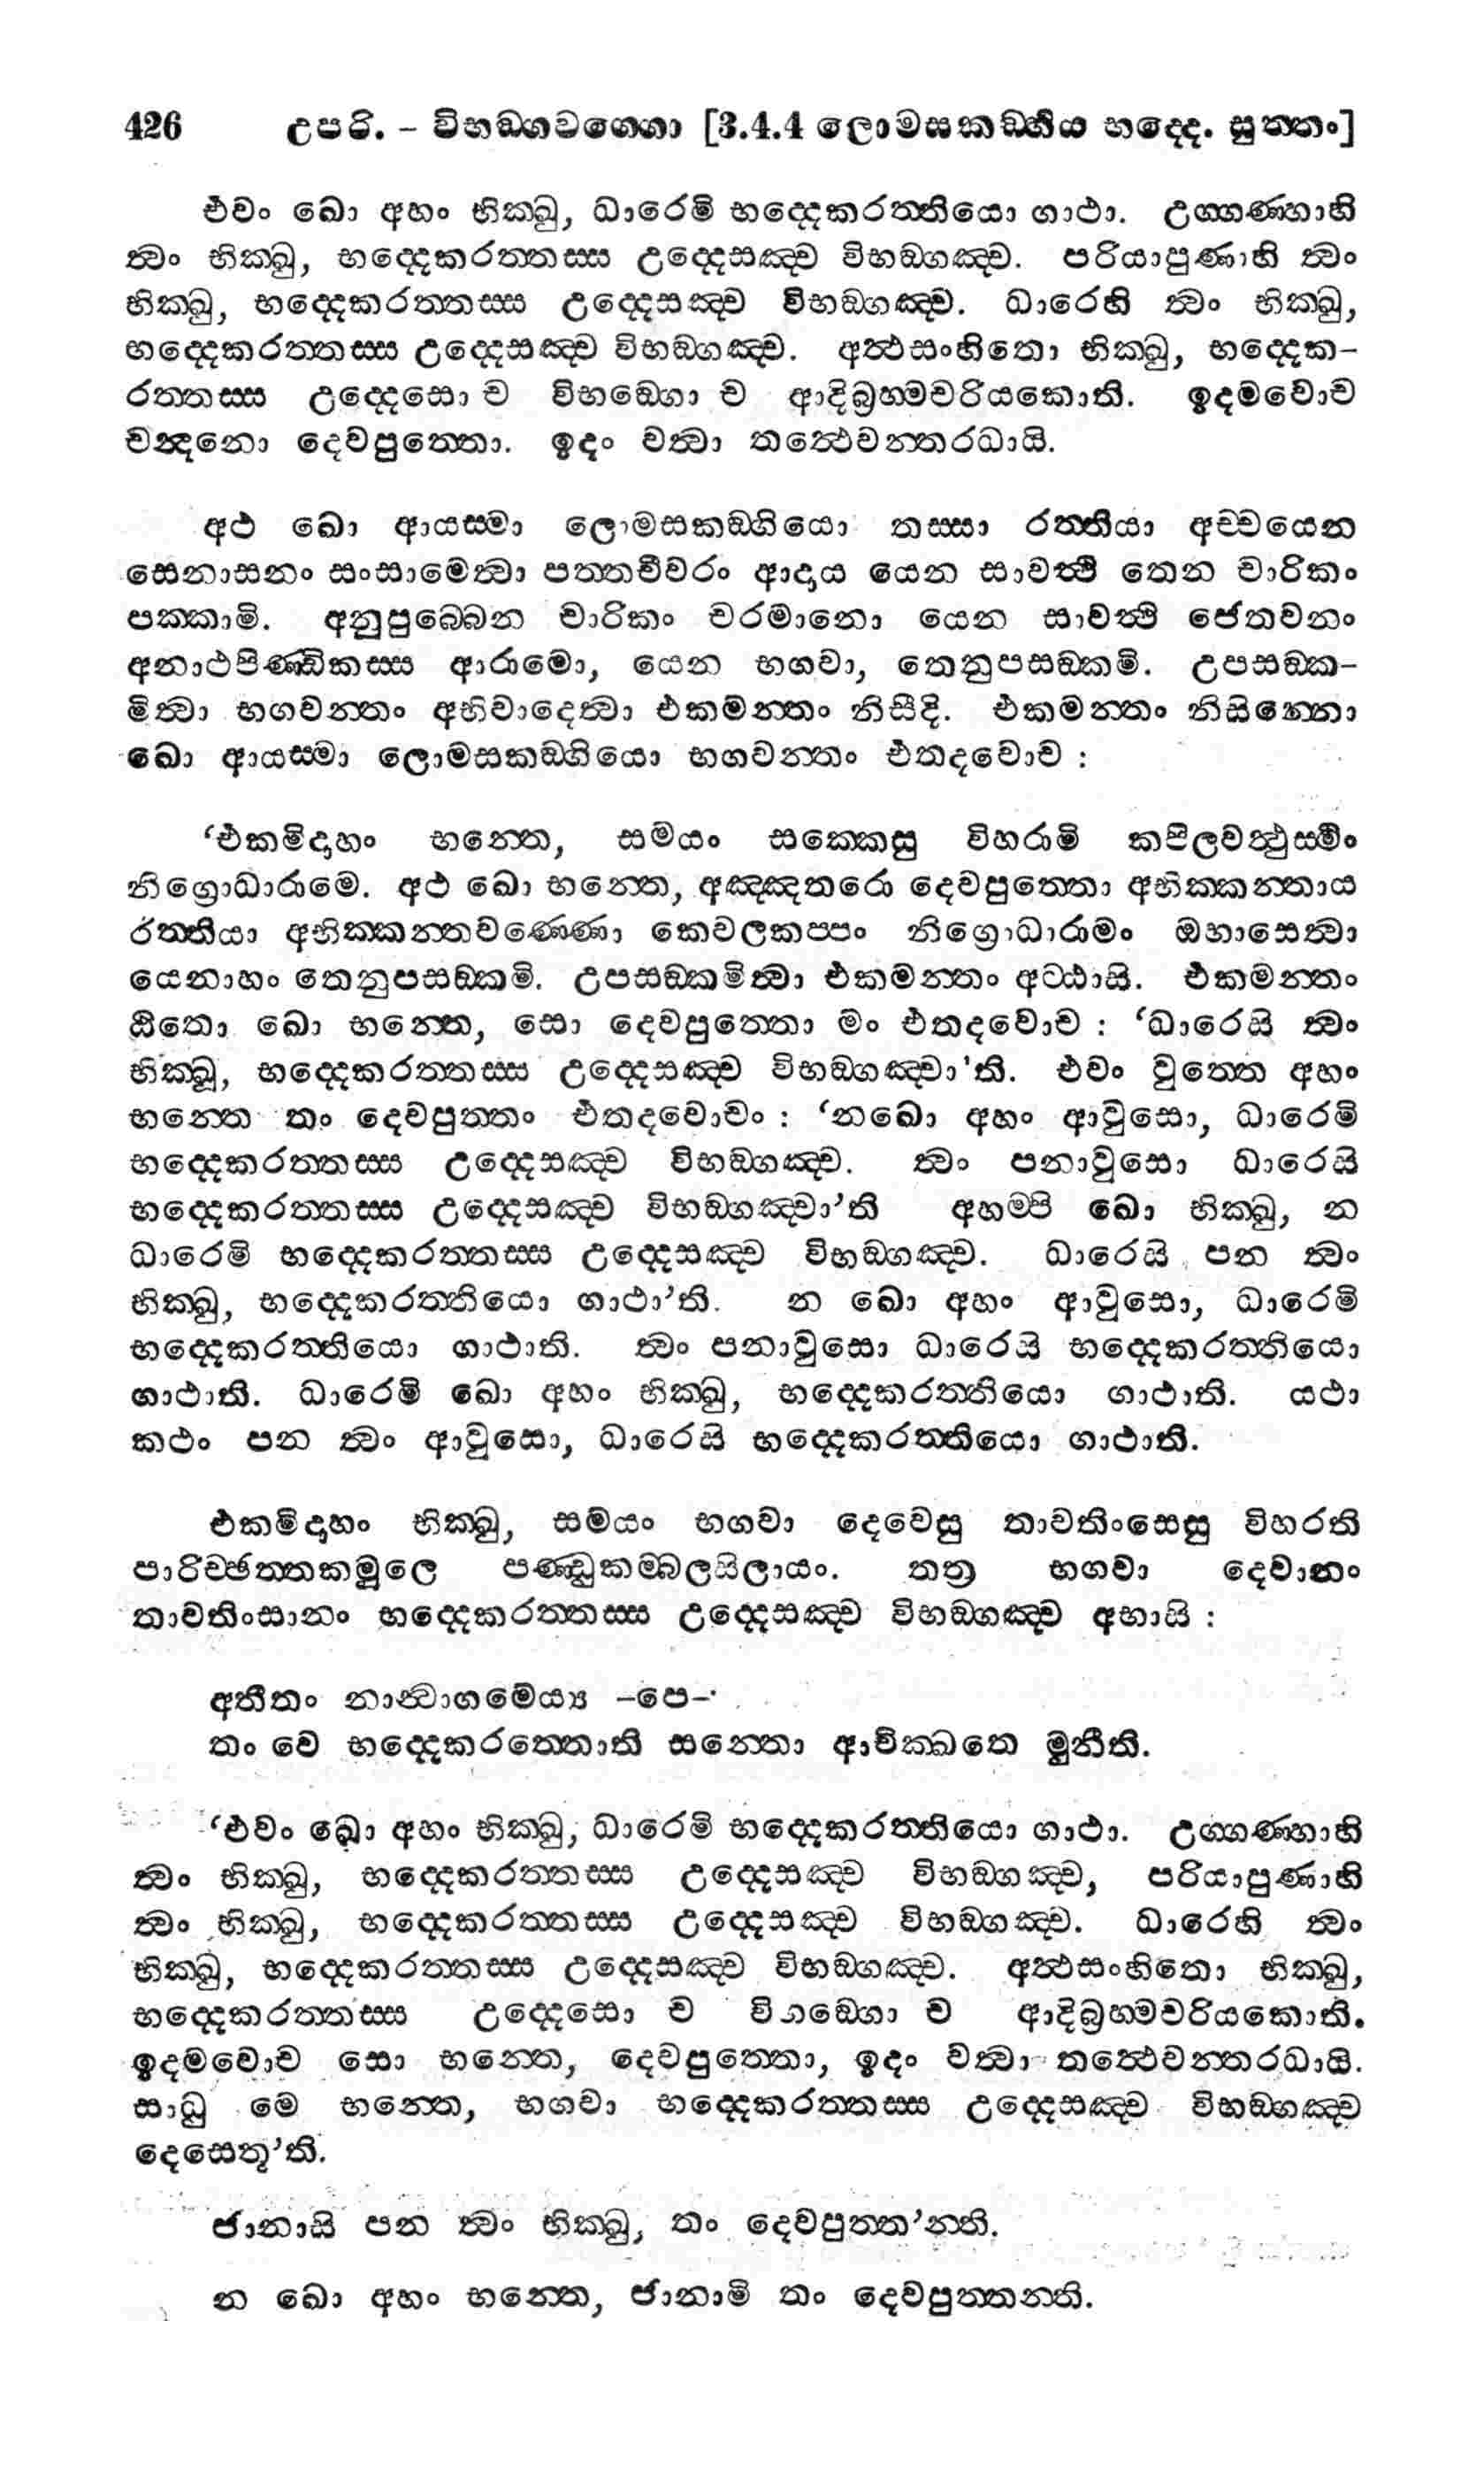 426 උපරි. – විභඞ්ගවග්ගො [3.4.4 ලොමසකඞ්ගිය භද්දෙ. සුත්තං]
එවං ඛො අහං භික්ඛු, ධාරෙමි භද්දෙකරත්තියො ගාථා. උග්ගණ්හාහි
ත්වං භික්ඛු, භද්දෙකරත්තස්ස උද්දෙසඤ්ච විභඞ්ගඤ්ච. පරියාපුණාහි ත්වං
භික්ඛු, භද්දෙකරත්තස්ස උද්දෙසඤ්ච විභඞ්ගඤ්ච. ධාරෙහි ත්වං භික්ඛු,
භද්දෙකරත්තස්ස උද්දෙසඤ්ච විභඞ්ගඤ්ච. අත්ථසංහිතො භික්ඛු, භද්දෙක-
රත්තස්ස උද්දෙසො ච විභඞ්ගො ච ආදිබ්‍රහ්මචරියකොති. ඉදමවොච
චන්දනො දෙවපුත්තො. ඉදං වත්වා තත්ථෙවන්තරධායි.
අථ ඛො ආයස්මා ලොමසකඞ්ගියො තස්සා රත්තියා අච්චයෙන
සෙනාසනං සංසාමෙත්වා පත්තචීවරං ආදාය යෙන සාවත්ථි තෙන චාරිකං
පක්කාමි. අනුපුබ්බෙන චාරිකං චරමානො යෙන සාවත්ථි ජෙතවනං
අනාථපිණ්ඩිකස්ස ආරාමො, යෙන භගවා, තෙනුපසඞ්කමි. උපසඞ්ක-
මිත්වා භගවන්තං අභිවාදෙත්වා එකමන්තං නිසීදි. එකමන්තං නිසින්නො
ඛො ආයස්මා ලොමසකඞ්ගියො භගවන්තං එතදවොච :
‘එකමිදාහං භන්තෙ, සමයං සක්කෙසු විහරාමි කපිලවත්ථුස්මිං
නිග්‍රොධාරාමෙ. අථ ඛො භන්තෙ, අඤ්ඤතරො දෙවපුත්තො අභික්කන්තාය
රත්තියා අභික්කන්තවණ්ණො කෙවලකප්පං නිග්‍රොධාරාමං ඔභාසෙත්වා
යෙනාහං තෙනුපසඞ්කමි. උපසඞ්කමිත්වා එකමන්තං අට්ඨාසි. එකමන්තං
ඨිතො ඛො භන්තෙ, සො දෙවපුත්තො මං එතදවොච : ‘ධාරෙසි ත්වං
භික්ඛු, භද්දෙකරත්තස්ස උද්දෙසඤ්ච විභඞ්ගඤ්චා’ති. එවං වුත්තෙ අහං
භන්තෙ තං දෙවපුත්තං එතදවොචං : ‘නඛො අහං ආවුසො, ධාරෙමි
භද්දෙකරත්තස්ස උද්දෙසඤ්ච විභඞ්ගඤ්ච. ත්වං පනාවුසො ධාරෙසි
භද්දෙකරත්තස්ස උද්දෙසඤ්ච විභඞ්ගඤ්චා’ති අහම්පි ඛො භික්ඛු, න
ධාරෙමි භද්දෙකරත්තස්ස උද්දෙසඤ්ච විභඞ්ගඤ්ච. ධාරෙසි පන ත්වං
භික්ඛු, භද්දෙකරත්තියො ගාථා’ති. න ඛො අහං ආවුසො, ධාරෙමි
භද්දෙකරත්තියො ගාථාති. ත්වං පනාවුසො ධාරෙසි භද්දෙකරත්තියො
ගාථාති. ධාරෙමි ඛො අහං භික්ඛු, භද්දෙකරත්තියො ගාථාති. යථා
කථං පන ත්වං ආවුසො, ධාරෙසි භද්දෙකරත්තියො ගාථාති.
එකමිදාහං භික්ඛු, සමයං භගවා දෙවෙසු තාවතිංසෙසු විහරති
පාරිච්ඡත්තකමූලෙ පණ්ඩුකම්බලසිලායං. තත්‍ර භගවා දෙවානං
තාවතිංසානං භද්දෙකරත්තස්ස උද්දෙසඤ්ච විභඞ්ගඤ්ච අභාසි :
අතීතං නාන්වාගමෙය්‍ය –පෙ–
තං වෙ භද්දෙකරත්තොති සන්තො ආචික්ඛතෙ මුනීති.
‘එවං ඛො අහං භික්ඛු, ධාරෙමි භද්දෙකරත්තියො ගාථා. උග්ගණ්හාහි
ත්වං භික්ඛු, භද්දෙකරත්තස්ස උද්දෙසඤ්ච විභඞ්ගඤ්ච, පරියාපුණාහි
ත්වං භික්ඛු, භද්දෙකරත්තස්ස උද්දෙසඤ්ච විභඞ්ගඤ්ච. ධාරෙහි ත්වං
භික්ඛු, භද්දෙකරත්තස්ස උද්දෙසඤ්ච විභඞ්ගඤ්ච. අත්ථසංහිතො භික්ඛු,
භද්දෙකරත්තස්ස උද්දෙසො ච විභඞ්ගො ච ආදිබ්‍රහ්මචරියකොති.
ඉදමවොච සො භන්තෙ, දෙවපුත්තො, ඉදං වත්වා තත්ථෙවන්තරධායි.
සාධු මෙ භන්තෙ, භගවා භද්දෙකරත්තස්ස උද්දෙසඤ්ච විභඞ්ගඤ්ච
දෙසෙතූ’ති.
ජානාසි පන ත්වං භික්ඛු, තං දෙවපුත්ත’න්ති.
න ඛො අහං භන්තෙ, ජානාමි තං දෙවපුත්තන්ති.